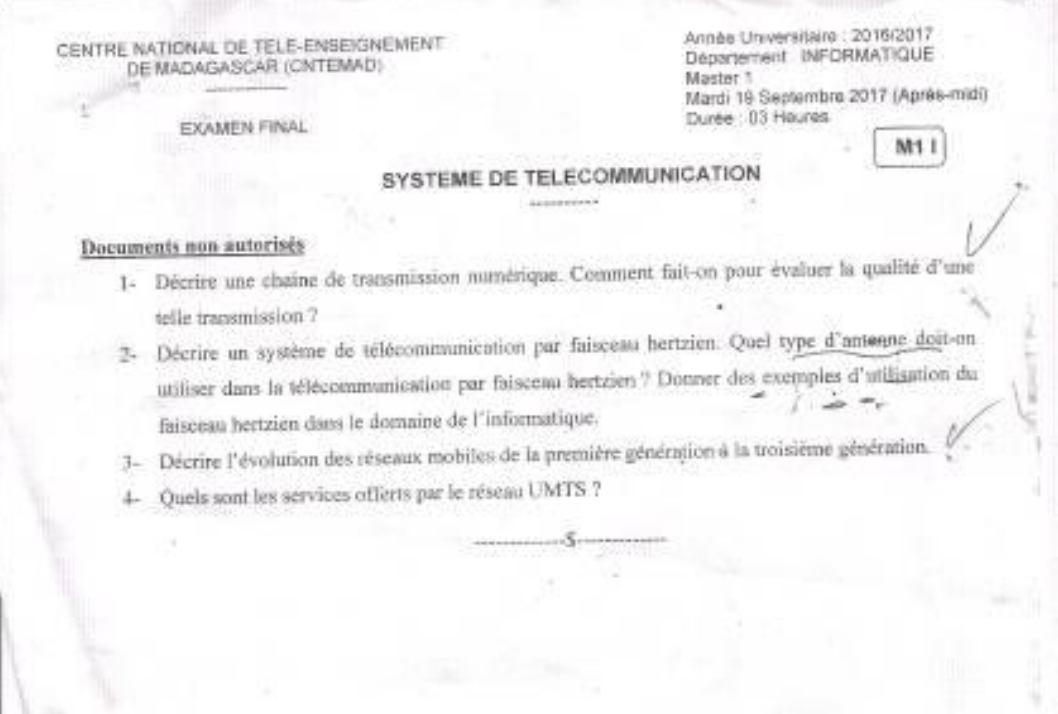 CENTRE NATIONAL DE TELE-ENSEIGNEMENT
DE MADAGASCAR (CNTEMAD)
EXAMEN FINAL
Année Universitaire : 2016/2017
Département INFORMATIQUE
Master 1
Mardi 19 Septembre 2017 (Après-midi)
Durée : 03 Heures
M1 I
SYSTEME DE TELECOMMUNICATION
Documents non autorisés
1- Décrire une chaine de transmission numérique. Comment fait-on pour évaluer la qualité d'une
telle transmission ?
2- Décrire un système de télécommunication par faisceau hertzien. Quel type d'antenne doit-on
utiliser dans la télécommunication par faisceau hertzien ? Donner des exemples d'utilisation du
faisceau hertzien dans le domaine de l'informatique.
3- Décrire l'évolution des réseaux mobiles de la première génération à la troisième génération.
4- Quels sont les services offerts par le réseau UMTS ?
-------------5-------------